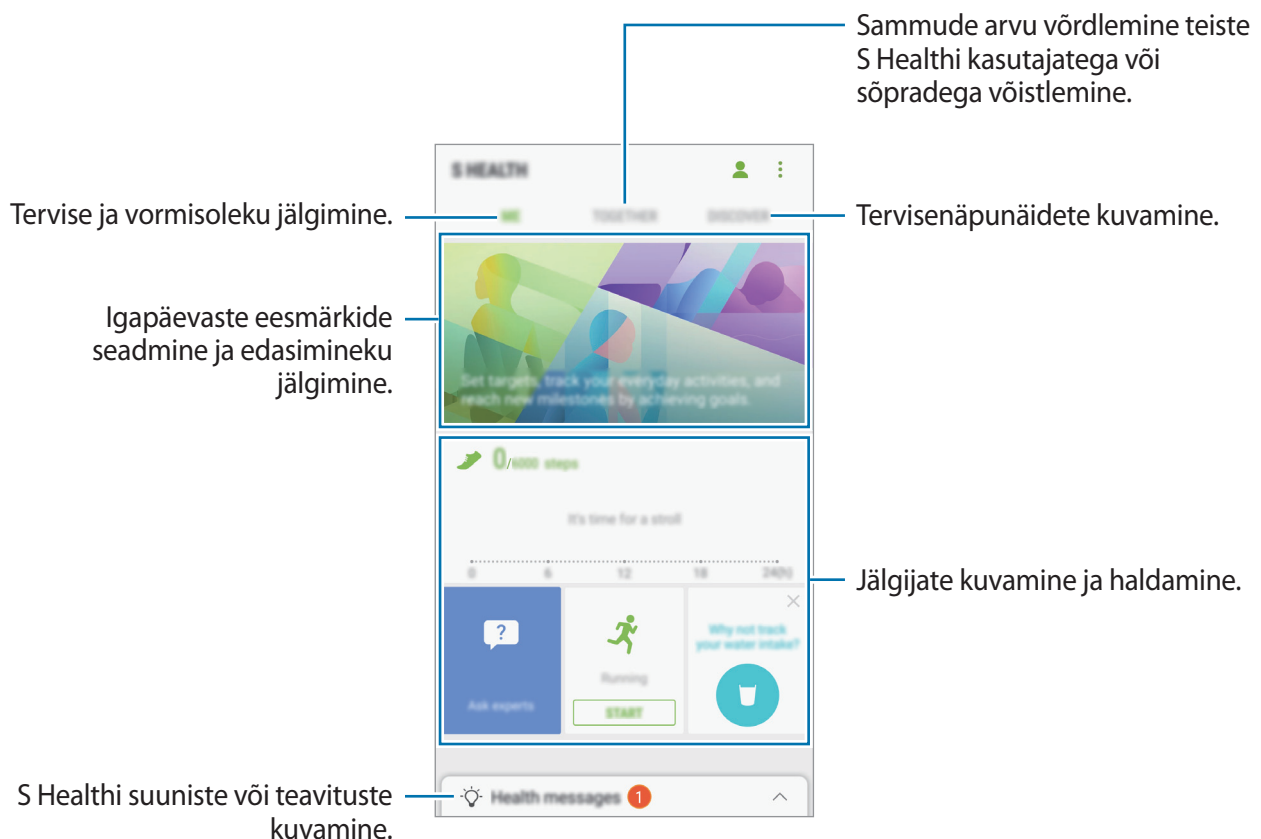 Sammude arvu võrdlemine teiste
S Healthi kasutajatega või
sõpradega võistlemine.
S HEALTH
Tervise ja vormisoleku jälgimine.
ME
TOGETHER
DISCOVER
Tervisenäpunäidete kuvamine.
Igapäevaste eesmärkide
seadmine ja edasimineku
jälgimine.
Set targets, track your everyday activities, and
reach new milestones by achieving goals.
0/6000 steps
It's time for a stroll
0 6 12 18 24(h)
Jälgijate kuvamine ja haldamine.
?
Ask experts
Running
START
Why not track
your water intake?
S Healthi suuniste või teavituste
kuvamine.
Health messages 1